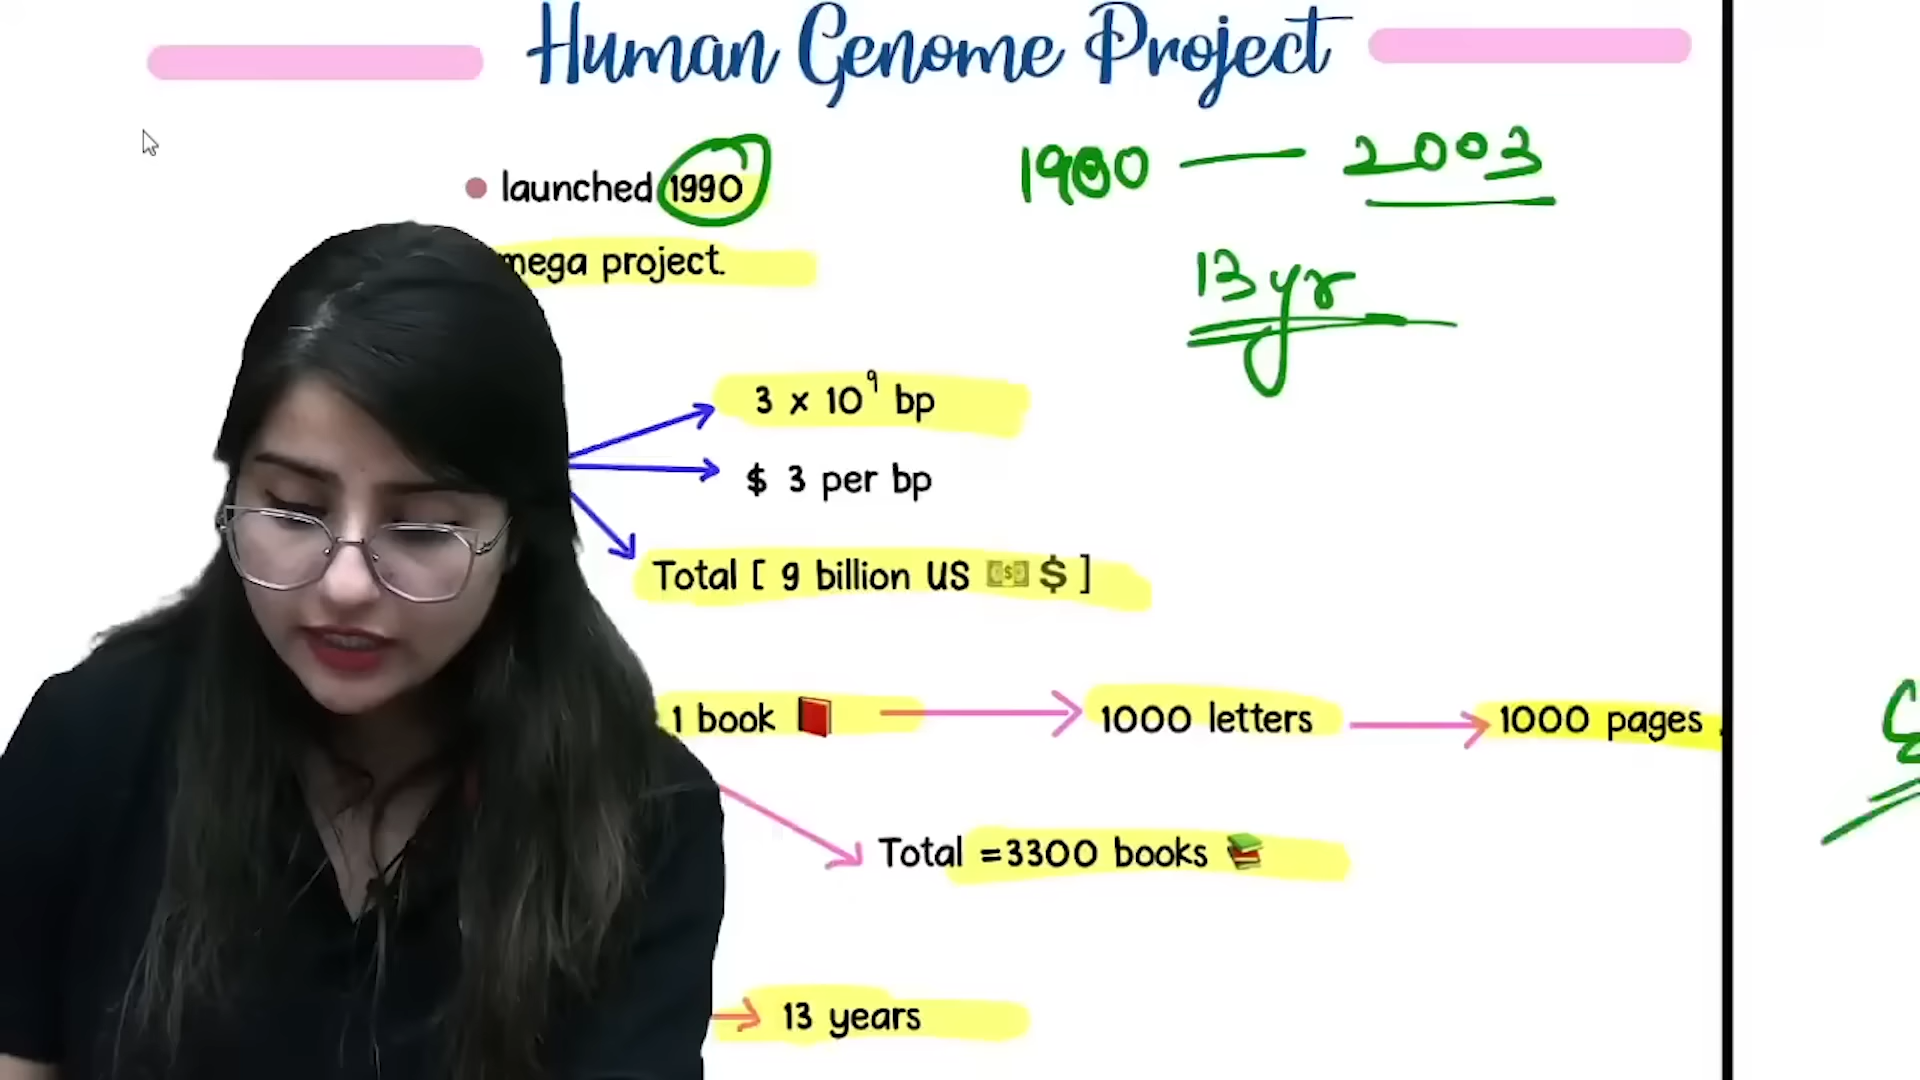 Human Genome Project
launched 1990
1990 — 2003
mega project.
13 yr
3 x 10⁹ bp
$ 3 per bp
Total [ 9 billion US 💵 $ ]
1 book 📕 → 1000 letters → 1000 pages
Total =3300 books 📚
→ 13 years